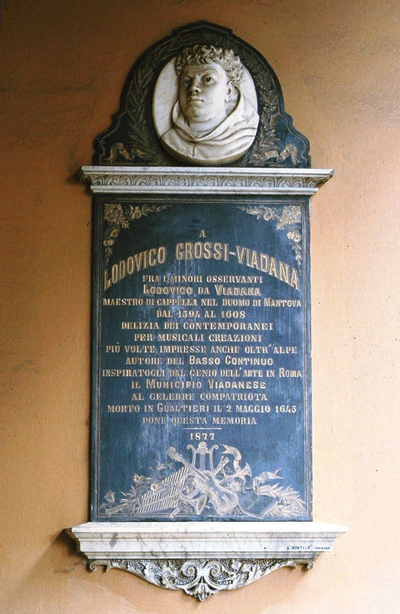 A
LODOVICO GROSSI-VIADANA
FRA I MINORI OSSERVANTI
LODOVICO DA VIADANA
MAESTRO DI CAPPELLA NEL DUOMO DI MANTOVA
DAL 1594 AL 1608
DELIZIA DEI CONTEMPORANEI
PER MUSICALI CREAZIONI
PIÙ VOLTE IMPRESSE ANCHE OLTR'ALPE
AUTORE DEL BASSO CONTINUO
INSPIRATOGLI DAL GENIO DELL'ARTE IN ROMA
IL MUNICIPIO VIADANESE
AL CELEBRE COMPATRIOTA
MORTO IN GUALTIERI IL 2 MAGGIO 1645
PONE QUESTA MEMORIA
1877